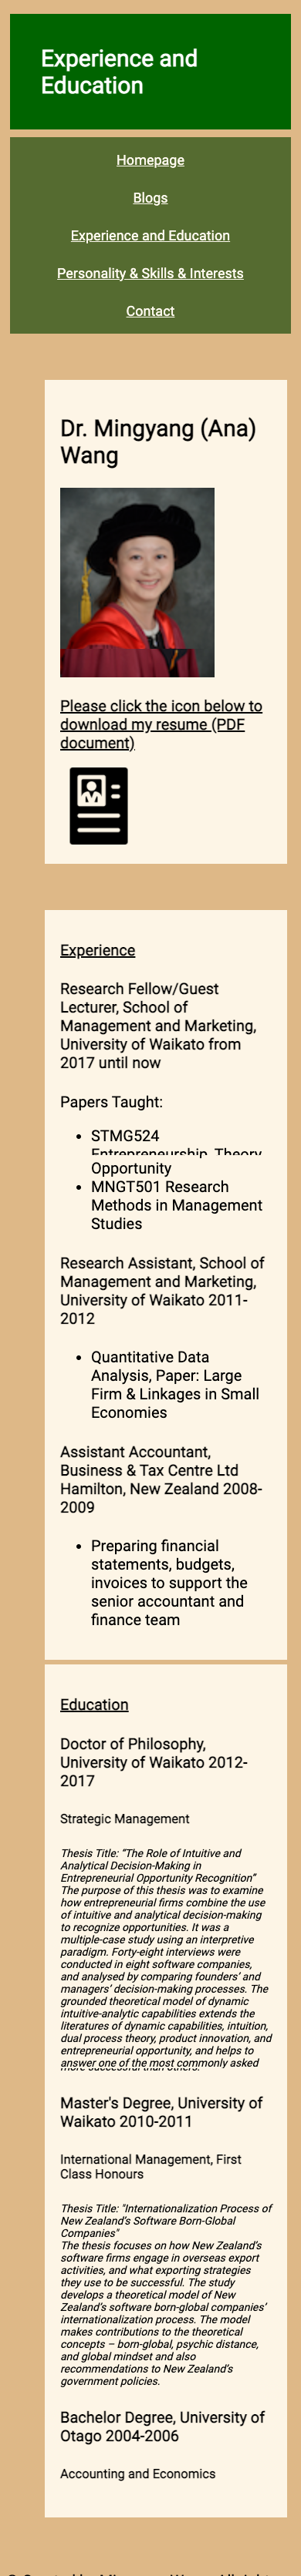 Experience and
Education
Homepage
Blogs
Experience and Education
Personality & Skills & Interests
Contact
Dr. Mingyang (Ana)
Wang
Please click the icon below to
download my resume (PDF
document)
Experience
Research Fellow/Guest
Lecturer, School of
Management and Marketing,
University of Waikato from
2017 until now
Papers Taught:
• STMG524
Entrepreneurship, Theory
Opportunity
• MNGT501 Research
Methods in Management
Studies
Research Assistant, School of
Management and Marketing,
University of Waikato 2011-
2012
• Quantitative Data
Analysis, Paper: Large
Firm & Linkages in Small
Economies
Assistant Accountant,
Business & Tax Centre Ltd
Hamilton, New Zealand 2008-
2009
• Preparing financial
statements, budgets,
invoices to support the
senior accountant and
finance team
Education
Doctor of Philosophy,
University of Waikato 2012-
2017
Strategic Management
Thesis Title: “The Role of Intuitive and
Analytical Decision-Making in
Entrepreneurial Opportunity Recognition”
The purpose of this thesis was to examine
how entrepreneurial firms combine the use
of intuitive and analytical decision-making
to recognize opportunities. It was a
multiple-case study using an interpretive
paradigm. Forty-eight interviews were
conducted in eight software companies,
and analysed by comparing founders’ and
managers’ decision-making processes. The
grounded theoretical model of dynamic
intuitive-analytic capabilities extends the
literatures of dynamic capabilities, intuition,
dual process theory, product innovation, and
entrepreneurial opportunity, and helps to
answer one of the most commonly asked
more successful than others.
Master's Degree, University of
Waikato 2010-2011
International Management, First
Class Honours
Thesis Title: "Internationalization Process of
New Zealand’s Software Born-Global
Companies"
The thesis focuses on how New Zealand’s
software firms engage in overseas export
activities, and what exporting strategies
they use to be successful. The study
develops a theoretical model of New
Zealand’s software born-global companies’
internationalization process. The model
makes contributions to the theoretical
concepts – born-global, psychic distance,
and global mindset and also
recommendations to New Zealand’s
government policies.
Bachelor Degree, University of
Otago 2004-2006
Accounting and Economics